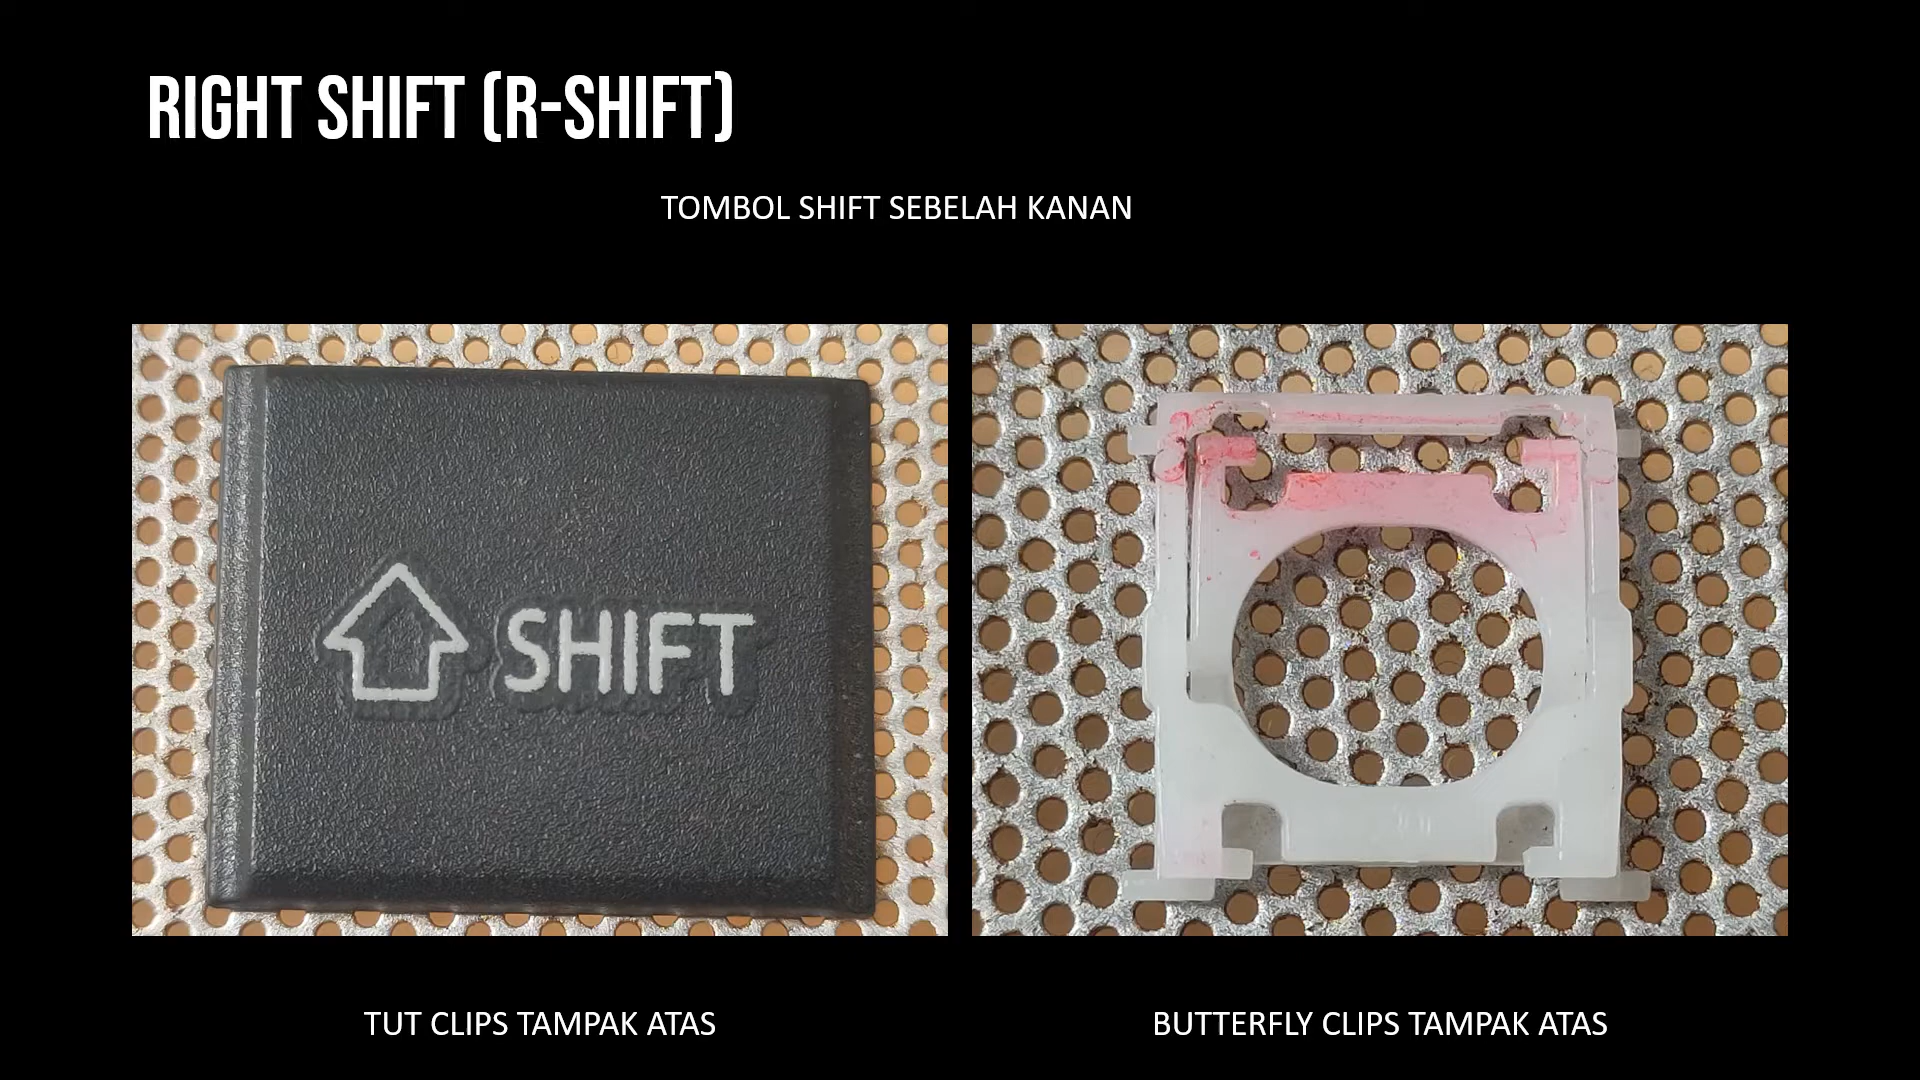 RIGHT SHIFT (R-SHIFT)
TOMBOL SHIFT SEBELAH KANAN
SHIFT
TUT CLIPS TAMPAK ATAS
BUTTERFLY CLIPS TAMPAK ATAS